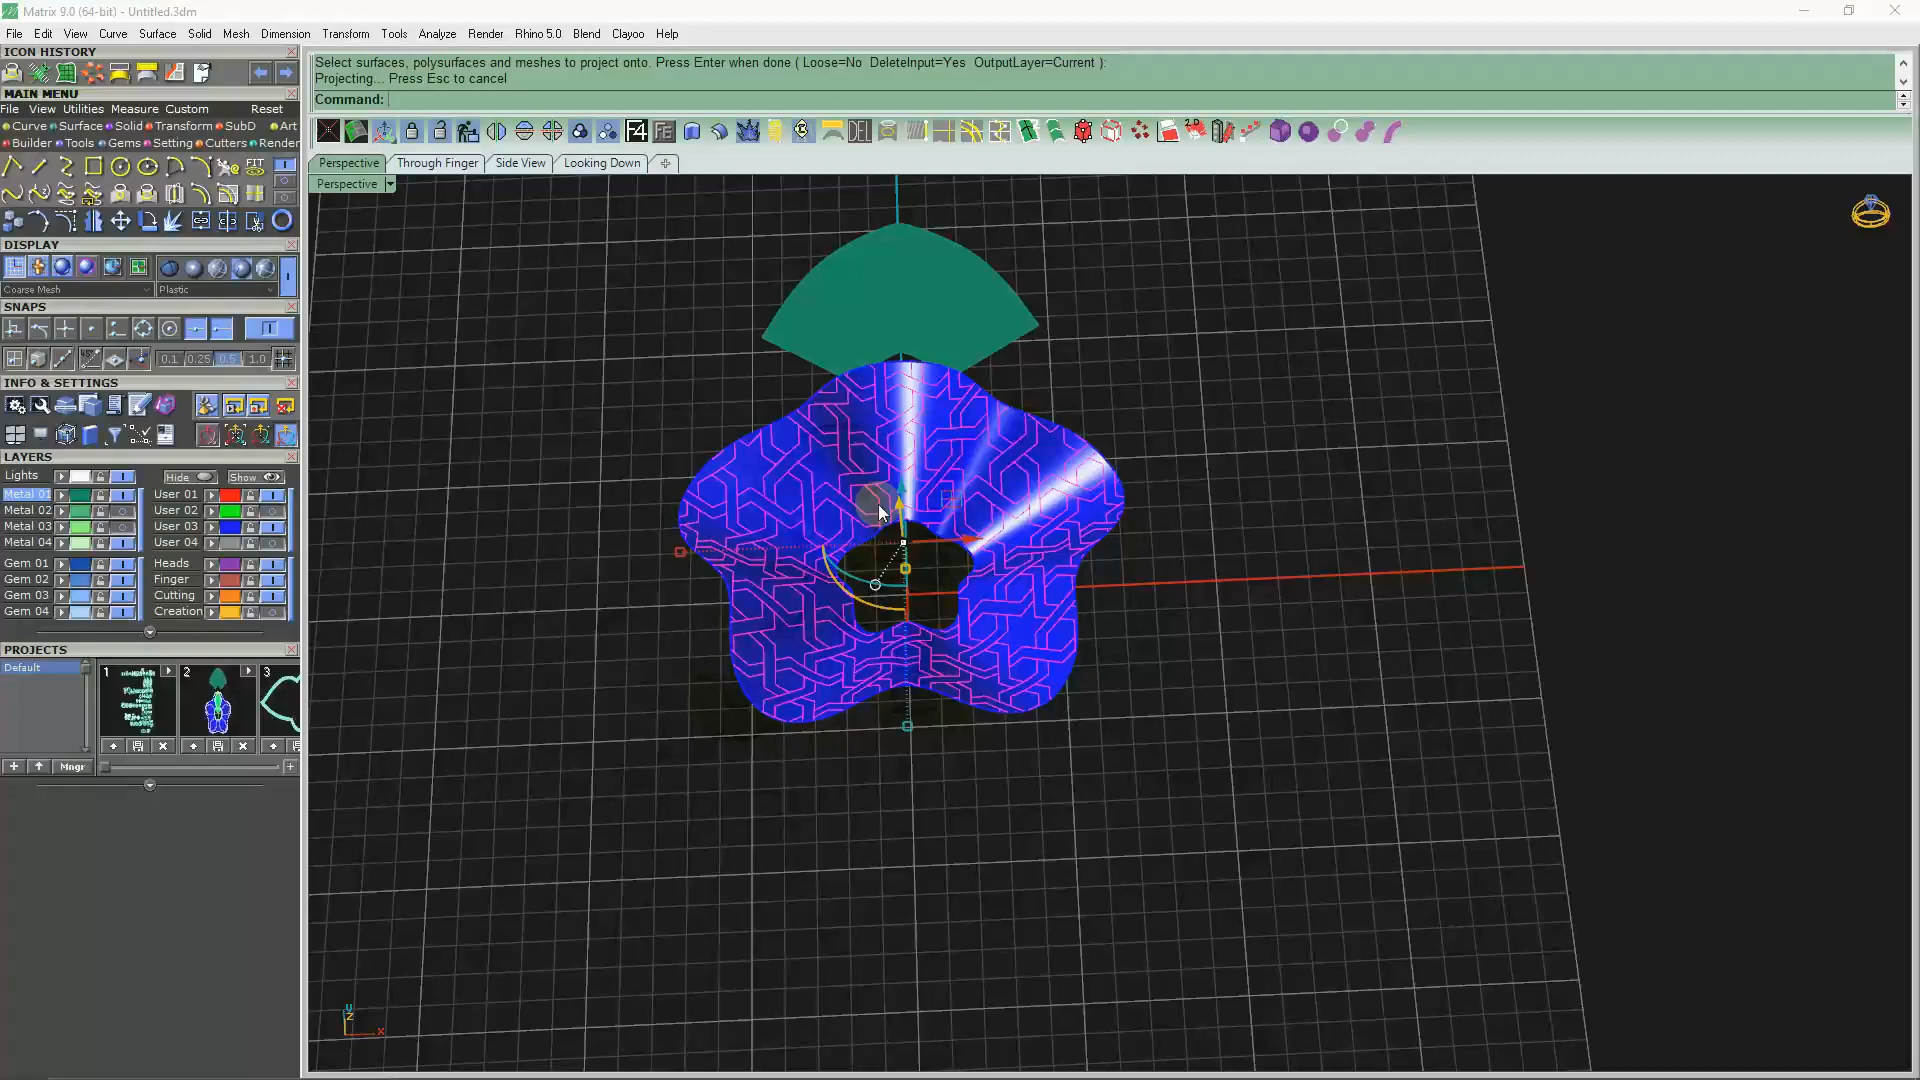 Matrix 9.0 (64-bit) - Untitled.3dm
File Edit View Curve Surface Solid Mesh Dimension Transform Tools Analyze Render Rhino 5.0 Blend Clayoo Help
ICON HISTORY
Select surfaces, polysurfaces and meshes to project onto. Press Enter when done ( Loose=No DeleteInput=Yes OutputLayer=Current ):
Projecting... Press Esc to cancel
Command:
MAIN MENU
File View Utilities Measure Custom Reset
Curve Surface Solid Transform SubD Art
Builder Tools Gems Setting Cutters Render
F4 DEL 2D
FIT
Perspective Through Finger Side View Looking Down
Perspective
DISPLAY
Coarse Mesh Plastic
SNAPS
0.1 0.25 0.5 1.0
INFO & SETTINGS
LAYERS
Lights Hide Show
Metal 01 User 01
Metal 02 User 02
Metal 03 User 03
Metal 04 User 04
Gem 01 Heads
Gem 02 Finger
Gem 03 Cutting
Gem 04 Creation
PROJECTS
Default
1 2 3
Mngr
z
x